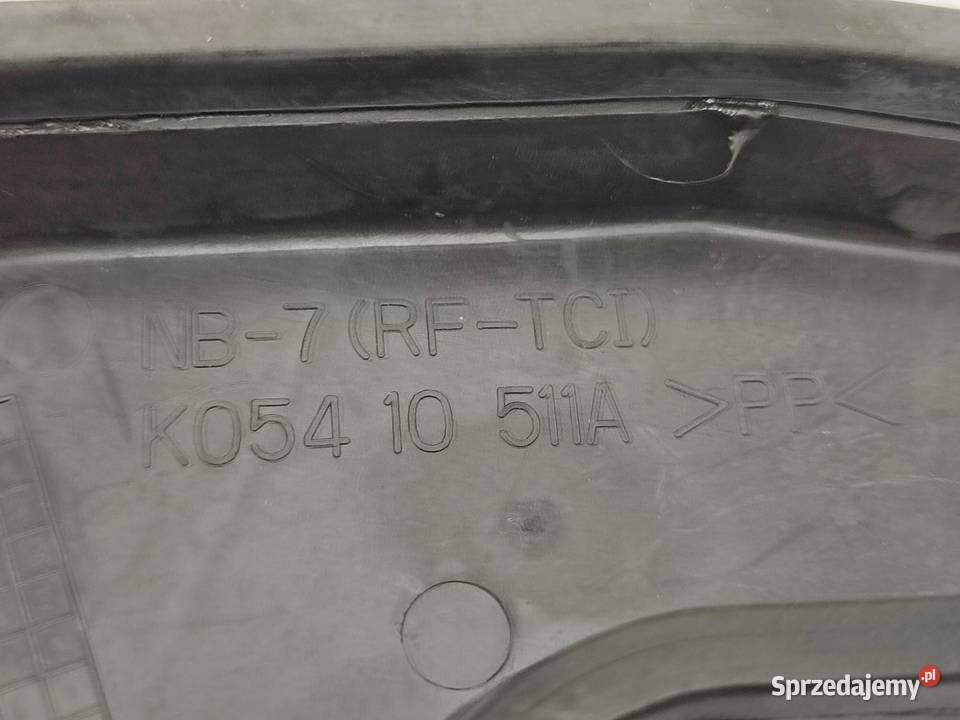 NB-7 (RF-TCI)
K054 10 511A >PP<
Sprzedajemy.pl